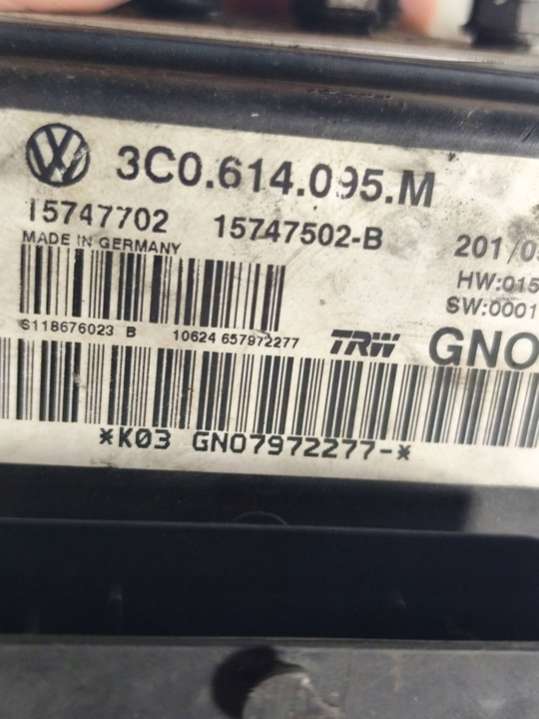 3C0.614.095.M
15747702 15747502-B 201/0
MADE IN GERMANY
HW:015
SW:0001
S118676023 B 10624 657972277 TRW GNO
*K03 GNO7972277-*